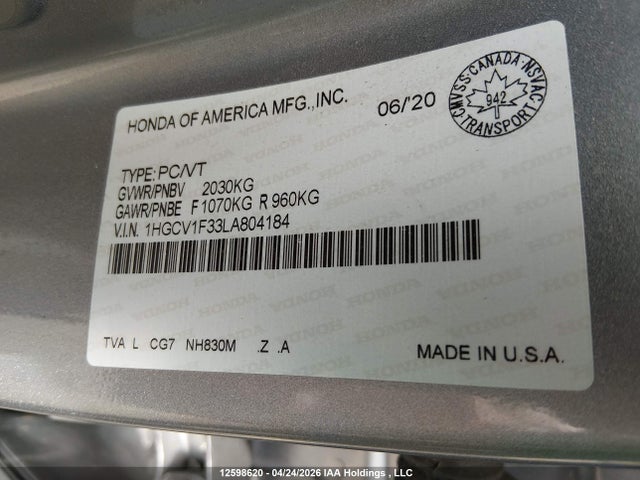 HONDA OF AMERICA MFG.,INC. 06/'20
CMVSS·CANADA·NSVAC
942
TRANSPORT
TYPE: PC/VT
GVWR/PNBV 2030KG
GAWR/PNBE F 1070KG R 960KG
V.I.N. 1HGCV1F33LA804184
TVA L CG7 NH830M .Z .A MADE IN U.S.A.
12598620 - 04/24/2026 IAA Holdings , LLC